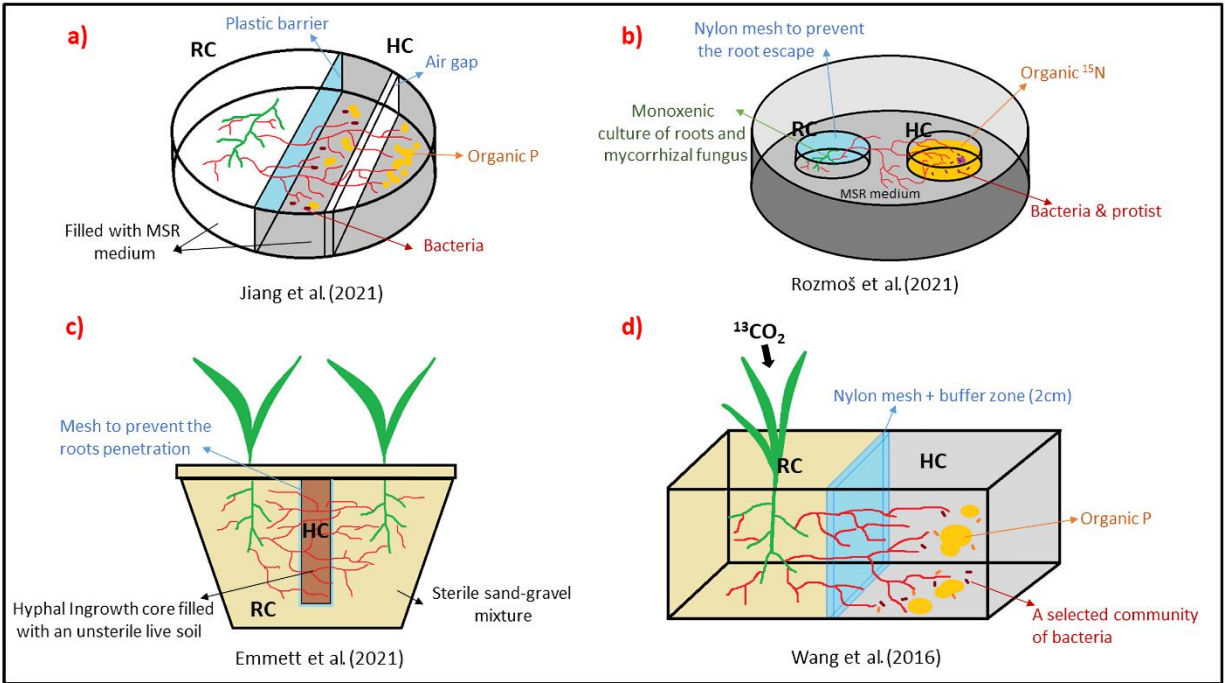 a)
RC
Plastic barrier
HC
Air gap
Organic P
Filled with MSR
medium
Bacteria
Jiang et al. (2021)
b)
Nylon mesh to prevent
the root escape
Organic ¹⁵N
Monoxenic
culture of roots and
mycorrhizal fungus
RC
HC
MSR medium
Bacteria & protist
Rozmoš et al. (2021)
c)
Mesh to prevent the
roots penetration
HC
RC
Hyphal Ingrowth core filled
with an unsterile live soil
Sterile sand-gravel
mixture
Emmett et al. (2021)
d)
¹³CO₂
Nylon mesh + buffer zone (2cm)
RC
HC
Organic P
A selected community
of bacteria
Wang et al. (2016)